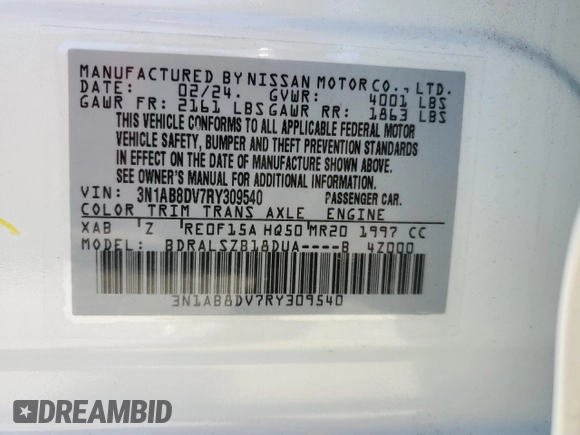 MANUFACTURED BY NISSAN MOTOR CO., LTD.
DATE: 02/24. GVWR: 4001 LBS
GAWR FR: 2161 LBS GAWR RR: 1863 LBS
THIS VEHICLE CONFORMS TO ALL APPLICABLE FEDERAL MOTOR
VEHICLE SAFETY, BUMPER AND THEFT PREVENTION STANDARDS
IN EFFECT ON THE DATE OF MANUFACTURE SHOWN ABOVE.
SEE OWNER'S MANUAL FOR ADDITIONAL INFORMATION.
VIN: 3N1AB8DV7RY309540 PASSENGER CAR.
COLOR TRIM TRANS AXLE ENGINE
XAB Z RE0F15A HQ50 MR20 1997 CC
MODEL: BDRALSZB18DUA----B 4Z000
3N1AB8DV7RY309540
DREAMBID